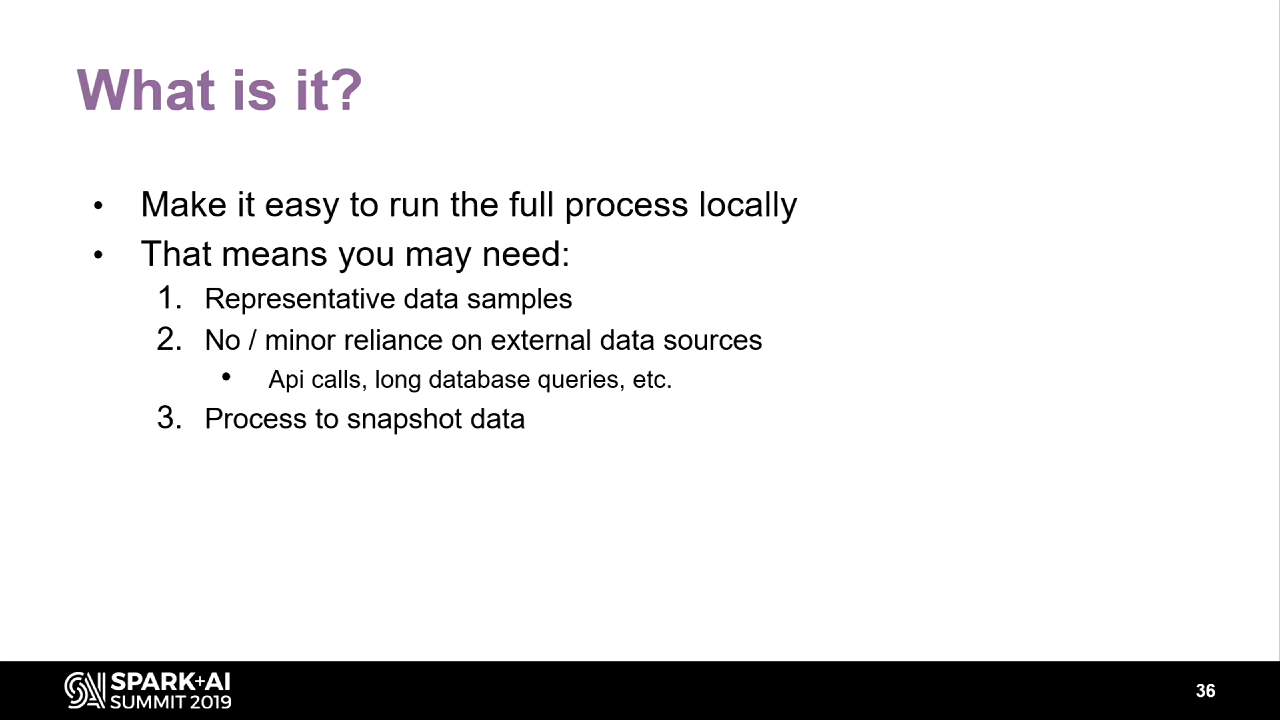 What is it?
• Make it easy to run the full process locally
• That means you may need:
1. Representative data samples
2. No / minor reliance on external data sources
• Api calls, long database queries, etc.
3. Process to snapshot data
SPARK+AI
SUMMIT 2019
36